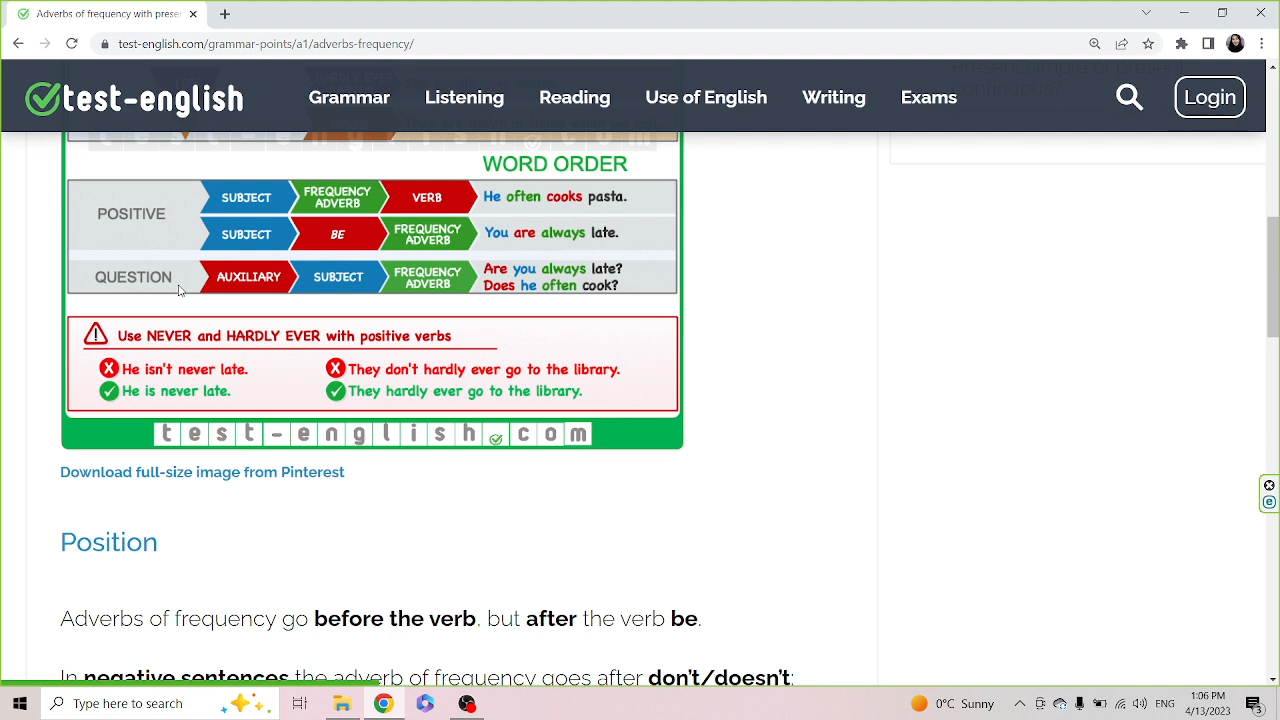 Adverbs of frequency with prese
test-english.com/grammar-points/a1/adverbs-frequency/
test-english
Grammar
Listening
Reading
Use of English
Writing
Exams
Login
WORD ORDER
POSITIVE
SUBJECT
FREQUENCY ADVERB
VERB
He often cooks pasta.
SUBJECT
BE
FREQUENCY ADVERB
You are always late.
QUESTION
AUXILIARY
SUBJECT
FREQUENCY ADVERB
Are you always late?
Does he often cook?
Use NEVER and HARDLY EVER with positive verbs
He isn't never late.
They don't hardly ever go to the library.
He is never late.
They hardly ever go to the library.
test-english.com
Download full-size image from Pinterest
Position
Adverbs of frequency go before the verb, but after the verb be.
In negative sentences the adverb of frequency goes after don't/doesn't:
Type here to search
0°C Sunny
1:06 PM
4/13/2023
3